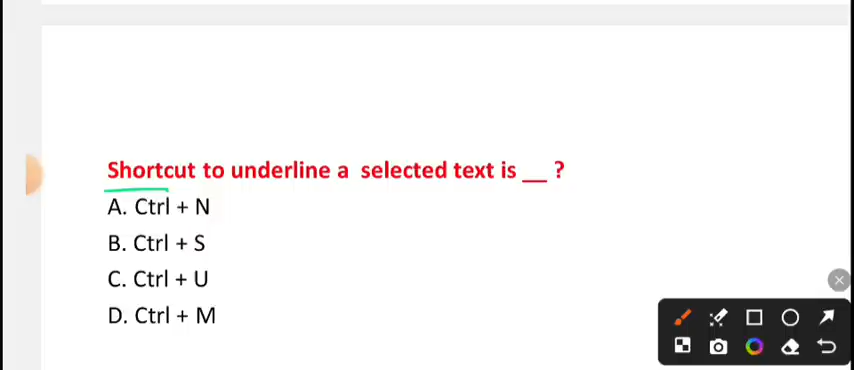 Shortcut to underline a selected text is __ ?
A. Ctrl + N
B. Ctrl + S
C. Ctrl + U
D. Ctrl + M